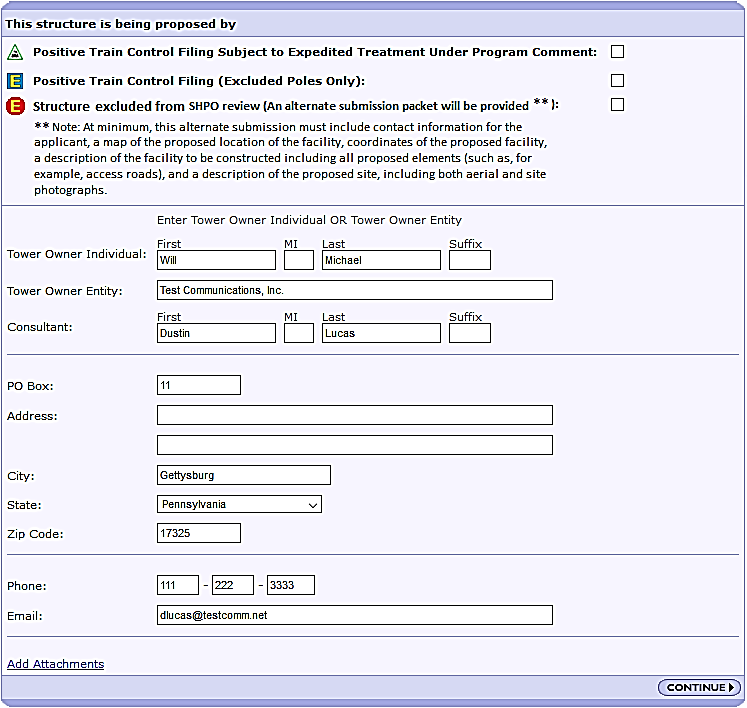 This structure is being proposed by
Positive Train Control Filing Subject to Expedited Treatment Under Program Comment:
E Positive Train Control Filing (Excluded Poles Only):
E Structure excluded from SHPO review (An alternate submission packet will be provided ** ):
** Note: At minimum, this alternate submission must include contact information for the
applicant, a map of the proposed location of the facility, coordinates of the proposed facility,
a description of the facility to be constructed including all proposed elements (such as, for
example, access roads), and a description of the proposed site, including both aerial and site
photographs.
Enter Tower Owner Individual OR Tower Owner Entity
First MI Last Suffix
Tower Owner Individual: Will Michael
Tower Owner Entity: Test Communications, Inc.
First MI Last Suffix
Consultant: Dustin Lucas
PO Box: 11
Address:
City: Gettysburg
State: Pennsylvania
Zip Code: 17325
Phone: 111 - 222 - 3333
Email: dlucas@testcomm.net
Add Attachments
CONTINUE